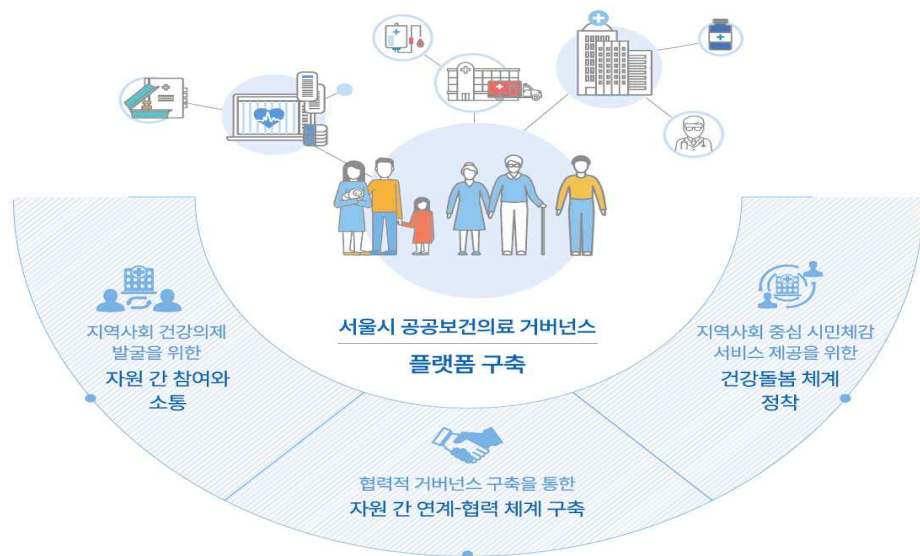 서울시 공공보건의료 거버넌스
플랫폼 구축
지역사회 건강의제
발굴을 위한
자원 간 참여와
소통
협력적 거버넌스 구축을 통한
자원 간 연계-협력 체계 구축
지역사회 중심 시민체감
서비스 제공을 위한
건강돌봄 체계
정착